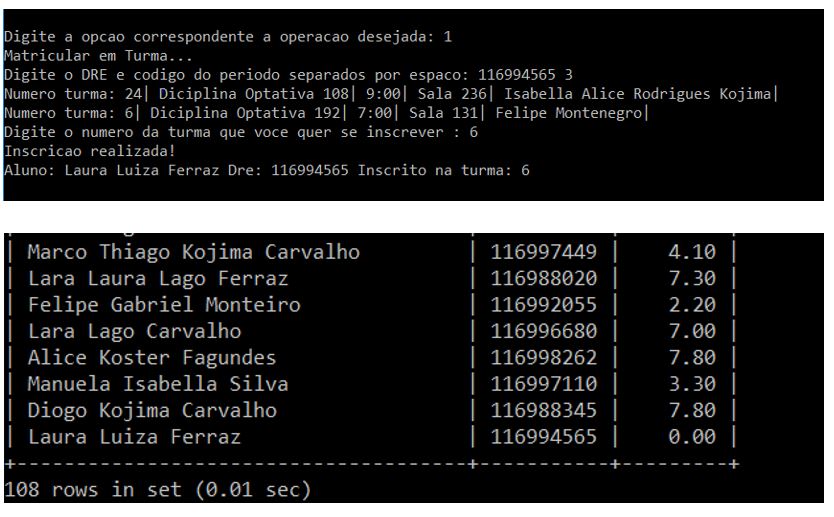 Digite a opcao correspondente a operacao desejada: 1
Matricular em Turma...
Digite o DRE e codigo do periodo separados por espaco: 116994565 3
Numero turma: 24| Diciplina Optativa 108| 9:00| Sala 236| Isabella Alice Rodrigues Kojima|
Numero turma: 6| Diciplina Optativa 192| 7:00| Sala 131| Felipe Montenegro|
Digite o numero da turma que voce quer se inscrever : 6
Inscricao realizada!
Aluno: Laura Luiza Ferraz Dre: 116994565 Inscrito na turma: 6
| Marco Thiago Kojima Carvalho | 116997449 | 4.10 |
| Lara Laura Lago Ferraz | 116988020 | 7.30 |
| Felipe Gabriel Monteiro | 116992055 | 2.20 |
| Lara Lago Carvalho | 116996680 | 7.00 |
| Alice Koster Fagundes | 116998262 | 7.80 |
| Manuela Isabella Silva | 116997110 | 3.30 |
| Diogo Kojima Carvalho | 116988345 | 7.80 |
| Laura Luiza Ferraz | 116994565 | 0.00 |
+--------------------------------------+-----------+---------+
108 rows in set (0.01 sec)